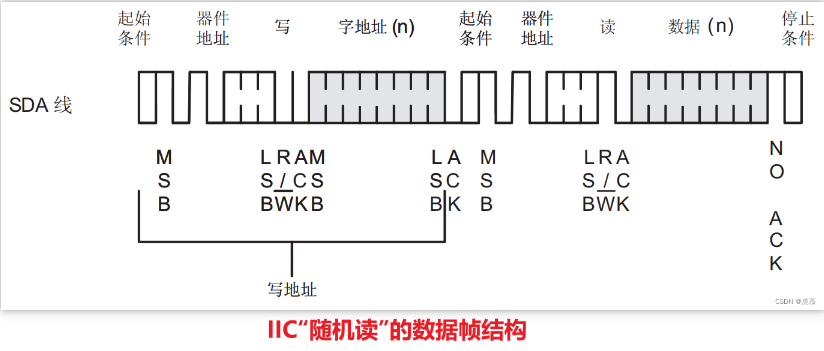 起始 器件 写 字地址 (n) 起始 器件 读 数据 (n) 停止
条件 地址 条件 地址 条件
SDA 线
M L R A M L A M L R A N
S S / C S S C S S / C O
B B W K B B K B B W K
A
C
K
写地址
CSDN @虎孤
IIC“随机读”的数据帧结构